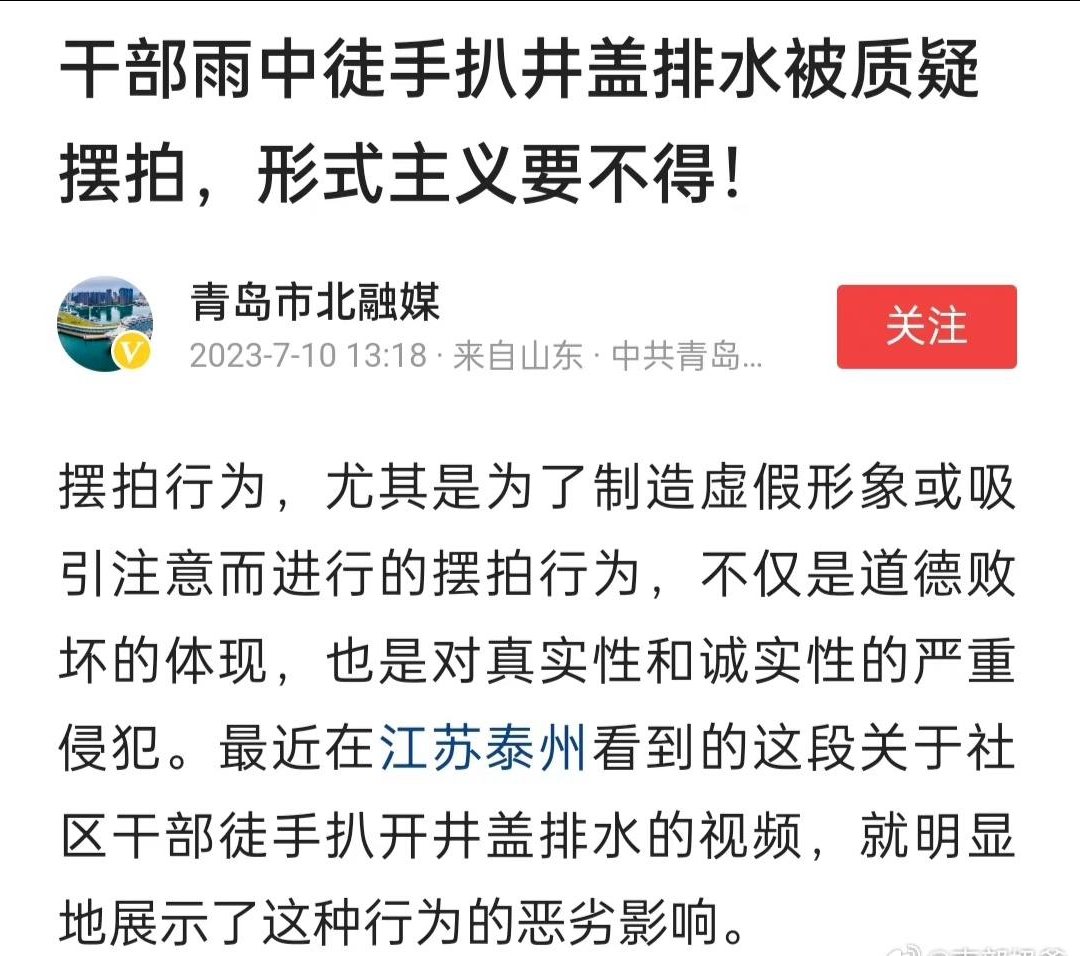 干部雨中徒手扒井盖排水被质疑
摆拍，形式主义要不得！
青岛市北融媒
关注
2023-7-10 13:18 · 来自山东 · 中共青岛...
摆拍行为，尤其是为了制造虚假形象或吸
引注意而进行的摆拍行为，不仅是道德败
坏的体现，也是对真实性和诚实性的严重
侵犯。最近在江苏泰州看到的这段关于社
区干部徒手扒开井盖排水的视频，就明显
地展示了这种行为的恶劣影响。